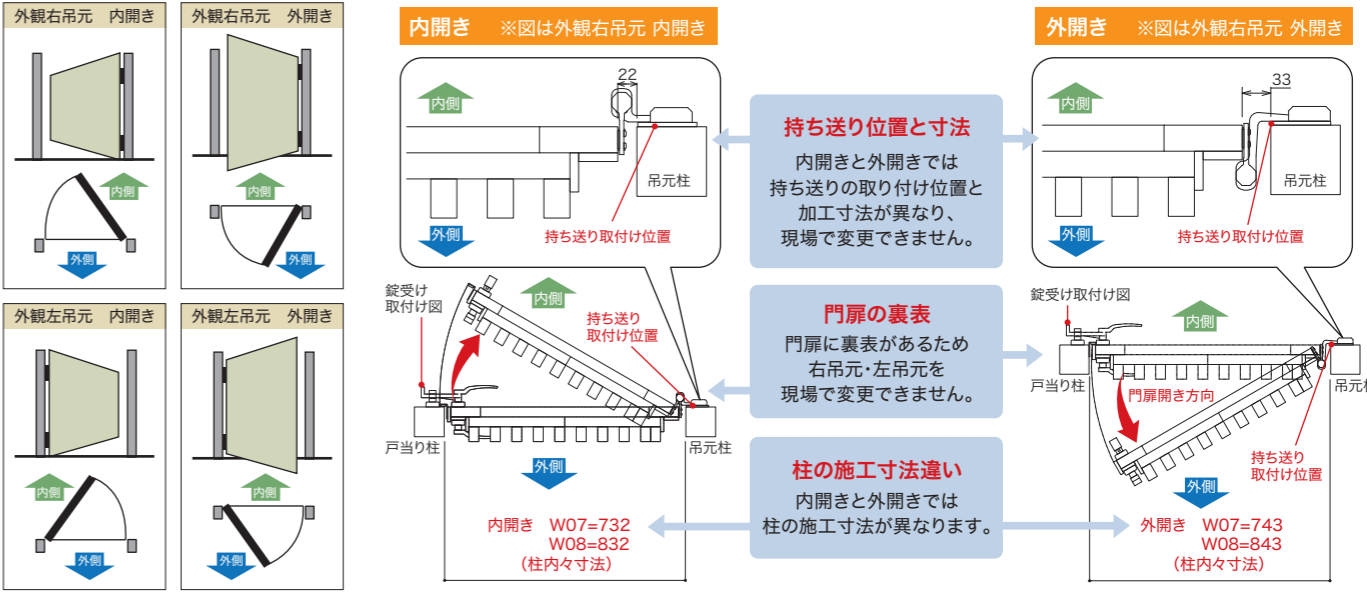 外観右吊元 内開き
内側
外側
外観右吊元 外開き
内側
外側
外観左吊元 内開き
内側
外側
外観左吊元 外開き
内側
外側
内開き ※図は外観右吊元 内開き
22
内側
吊元柱
外側
持ち送り取付け位置
錠受け
取付け図
内側
持ち送り
取付け位置
戸当り柱
吊元柱
外側
内開き W07=732
W08=832
(柱内々寸法)
持ち送り位置と寸法
内開きと外開きでは
持ち送りの取り付け位置と
加工寸法が異なり、
現場で変更できません。
門扉の裏表
門扉に裏表があるため
右吊元・左吊元を
現場で変更できません。
柱の施工寸法違い
内開きと外開きでは
柱の施工寸法が異なります。
外開き ※図は外観右吊元 外開き
33
内側
吊元柱
外側
持ち送り取付け位置
錠受け取付け図
内側
戸当り柱
吊元柱
門扉開き方向
持ち送り
取付け位置
外側
外開き W07=743
W08=843
(柱内々寸法)